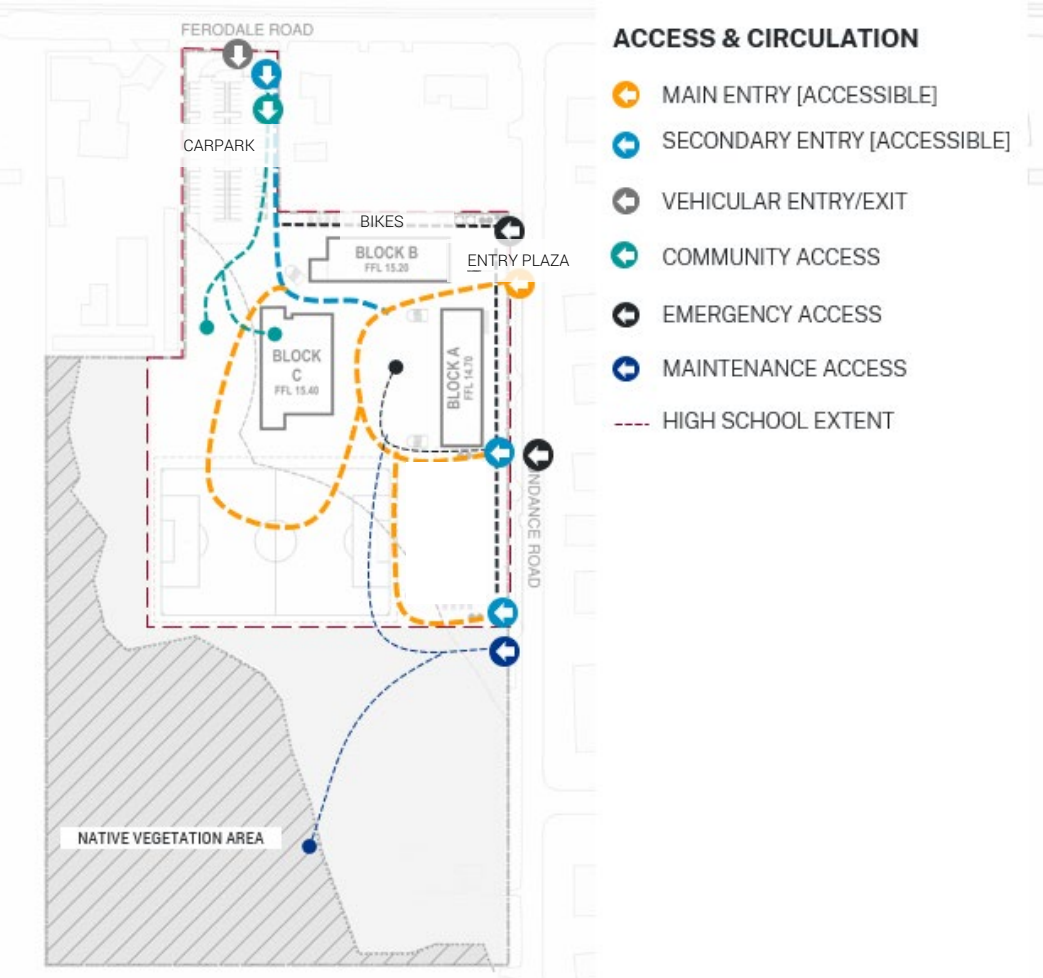 FERODALE ROAD
CARPARK
BIKES
BLOCK B
FFL 15.20
ENTRY PLAZA
BLOCK
C
FFL 15.40
BLOCK A
FFL 14.70
NDANCE ROAD
NATIVE VEGETATION AREA
ACCESS & CIRCULATION
MAIN ENTRY [ACCESSIBLE]
SECONDARY ENTRY [ACCESSIBLE]
VEHICULAR ENTRY/EXIT
COMMUNITY ACCESS
EMERGENCY ACCESS
MAINTENANCE ACCESS
HIGH SCHOOL EXTENT